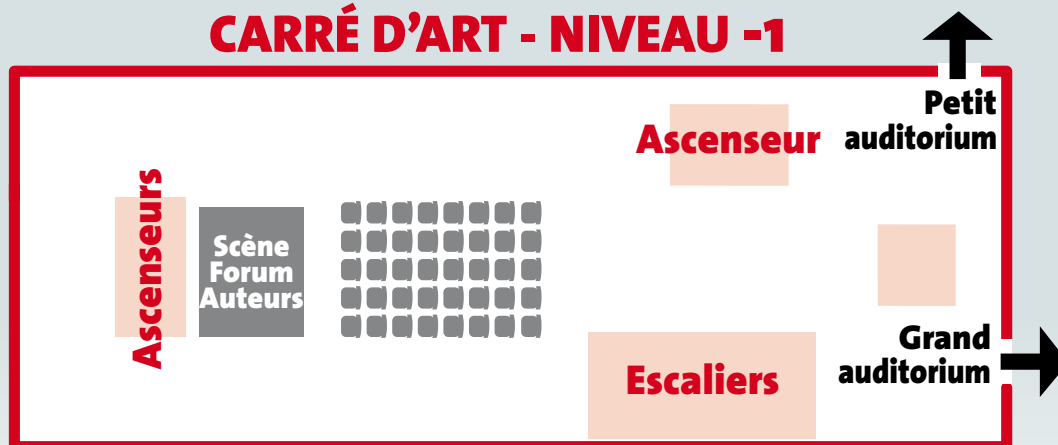 CARRÉ D’ART - NIVEAU -1
Petit
auditorium
Ascenseur
Ascenseurs
Scène
Forum
Auteurs
Grand
auditorium
Escaliers